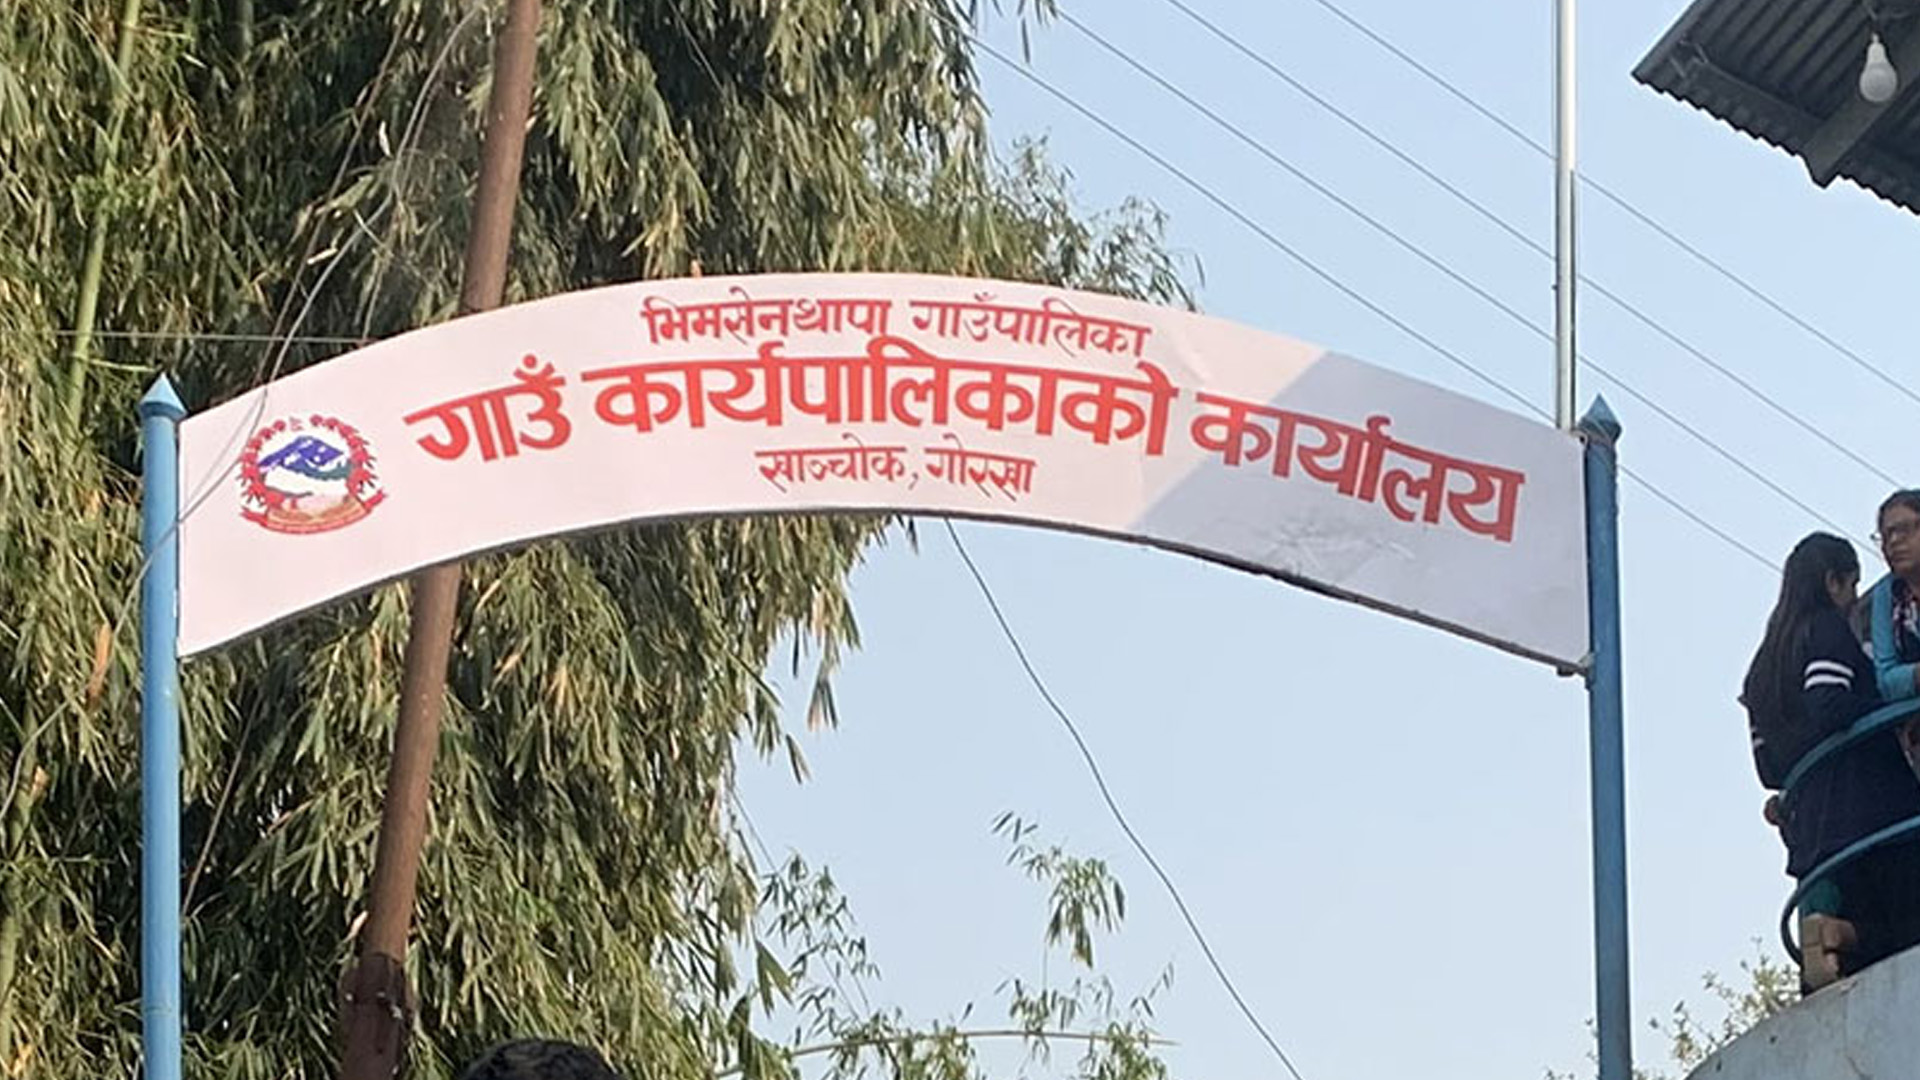 भिमसेनथापा गाउँपालिका
गाउँ कार्यपालिकाको कार्यालय
खाञ्चोक, गोरखा